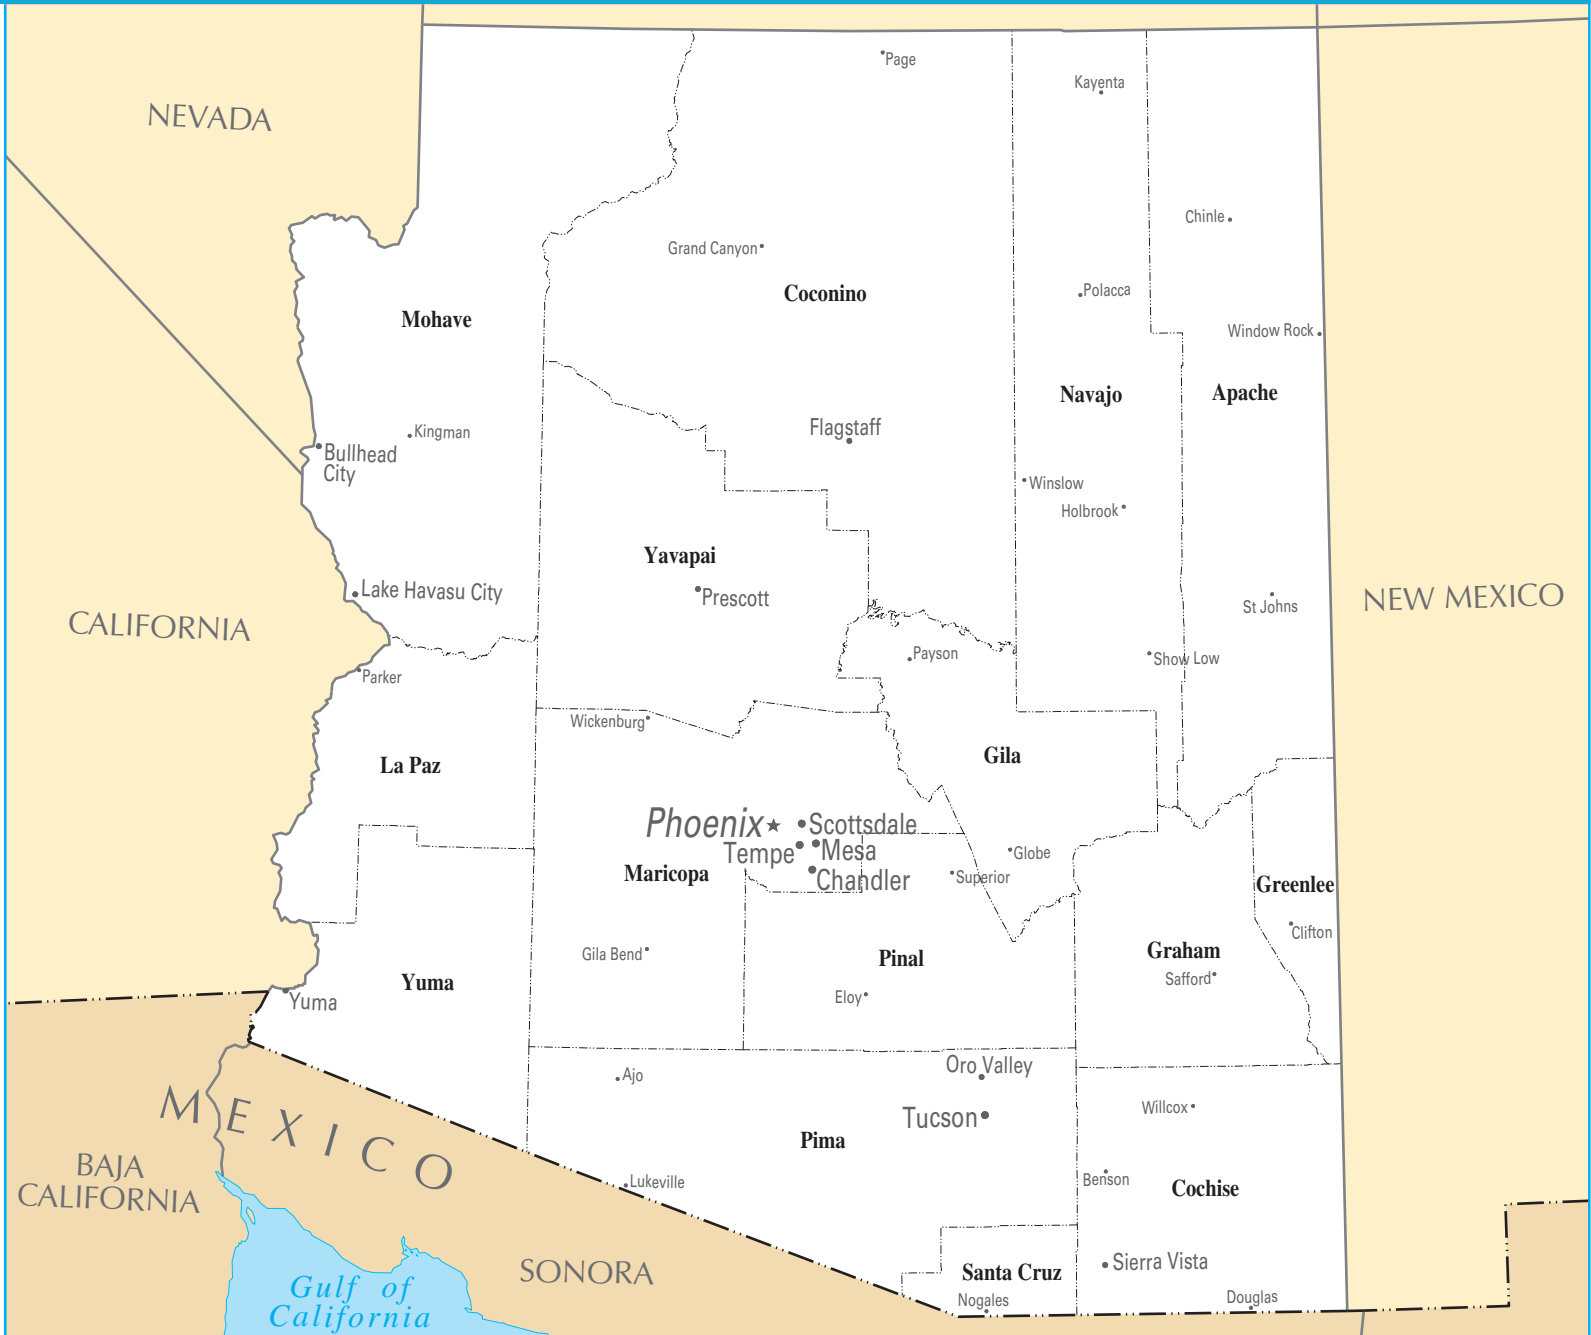 Page
Kayenta
NEVADA
Chinle
Grand Canyon
Coconino
Polacca
Mohave
Window Rock
Navajo
Apache
Flagstaff
Kingman
Bullhead
City
Winslow
Holbrook
Yavapai
Prescott
Lake Havasu City
NEW MEXICO
St Johns
CALIFORNIA
Payson
Show Low
Parker
Wickenburg
Gila
La Paz
Phoenix
Scottsdale
Tempe
Mesa
Globe
Maricopa
Chandler
Superior
Greenlee
Clifton
Gila Bend
Pinal
Graham
Safford
Yuma
Eloy
Yuma
Oro Valley
Ajo
MEXICO
Tucson
Willcox
Pima
BAJA
CALIFORNIA
Lukeville
Benson
Cochise
SONORA
Santa Cruz
Sierra Vista
Gulf of
California
Nogales
Douglas